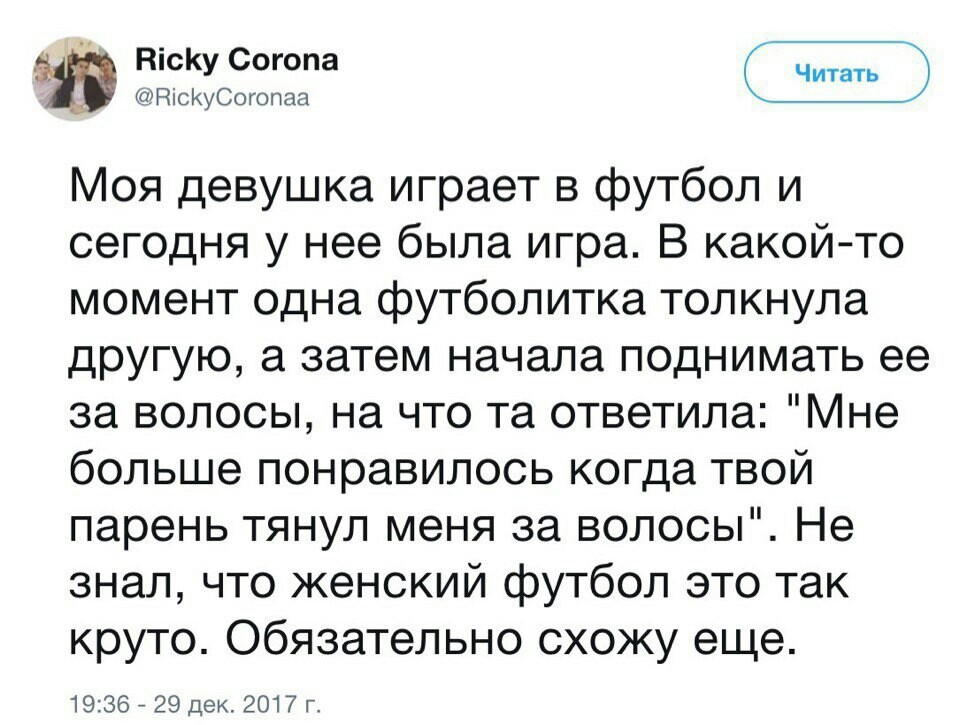 Ricky Corona
@RickyCoronaa
Читать
Моя девушка играет в футбол и
сегодня у нее была игра. В какой-то
момент одна футболитка толкнула
другую, а затем начала поднимать ее
за волосы, на что та ответила: "Мне
больше понравилось когда твой
парень тянул меня за волосы". Не
знал, что женский футбол это так
круто. Обязательно схожу еще.
19:36 - 29 дек. 2017 г.